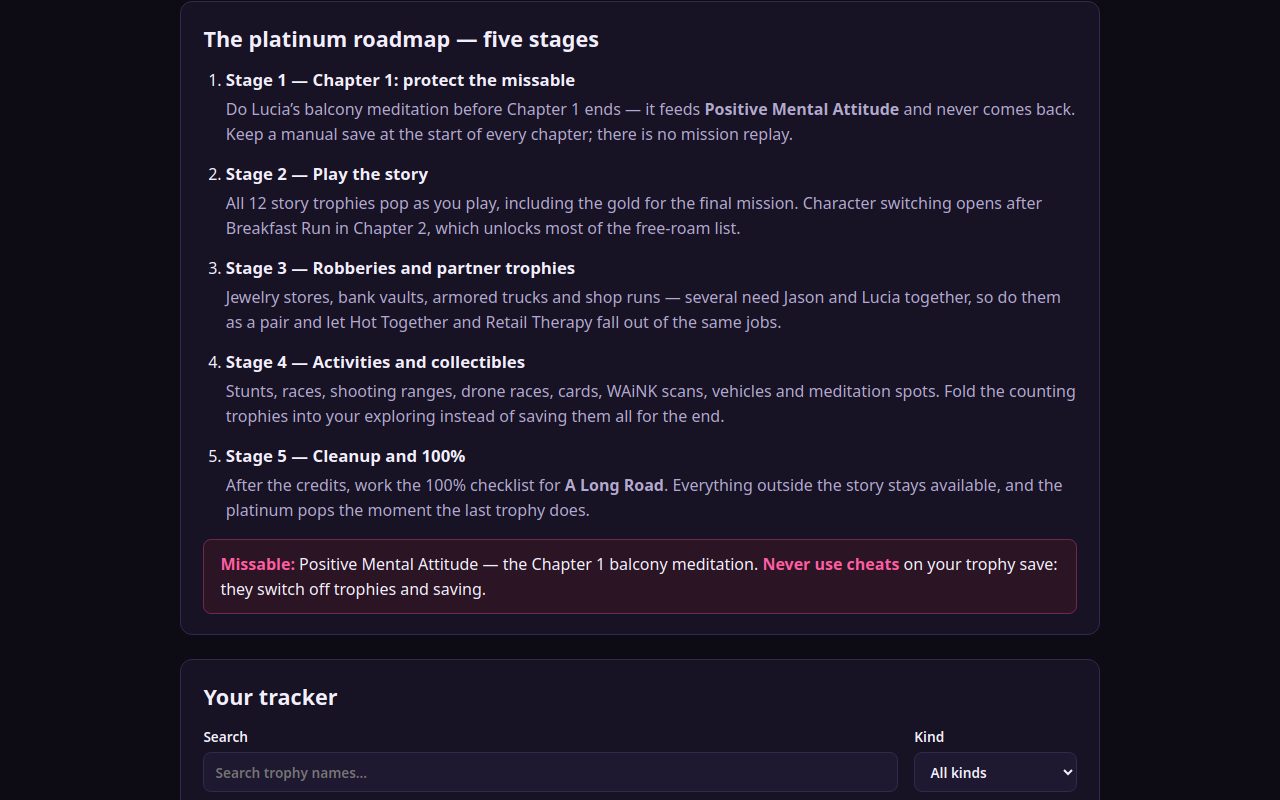 The platinum roadmap — five stages
1. Stage 1 — Chapter 1: protect the missable
Do Lucia’s balcony meditation before Chapter 1 ends — it feeds Positive Mental Attitude and never comes back.
Keep a manual save at the start of every chapter; there is no mission replay.
2. Stage 2 — Play the story
All 12 story trophies pop as you play, including the gold for the final mission. Character switching opens after
Breakfast Run in Chapter 2, which unlocks most of the free-roam list.
3. Stage 3 — Robberies and partner trophies
Jewelry stores, bank vaults, armored trucks and shop runs — several need Jason and Lucia together, so do them
as a pair and let Hot Together and Retail Therapy fall out of the same jobs.
4. Stage 4 — Activities and collectibles
Stunts, races, shooting ranges, drone races, cards, WAiNK scans, vehicles and meditation spots. Fold the counting
trophies into your exploring instead of saving them all for the end.
5. Stage 5 — Cleanup and 100%
After the credits, work the 100% checklist for A Long Road. Everything outside the story stays available, and the
platinum pops the moment the last trophy does.
Missable: Positive Mental Attitude — the Chapter 1 balcony meditation. Never use cheats on your trophy save:
they switch off trophies and saving.
Your tracker
Search
Kind
Search trophy names...
All kinds